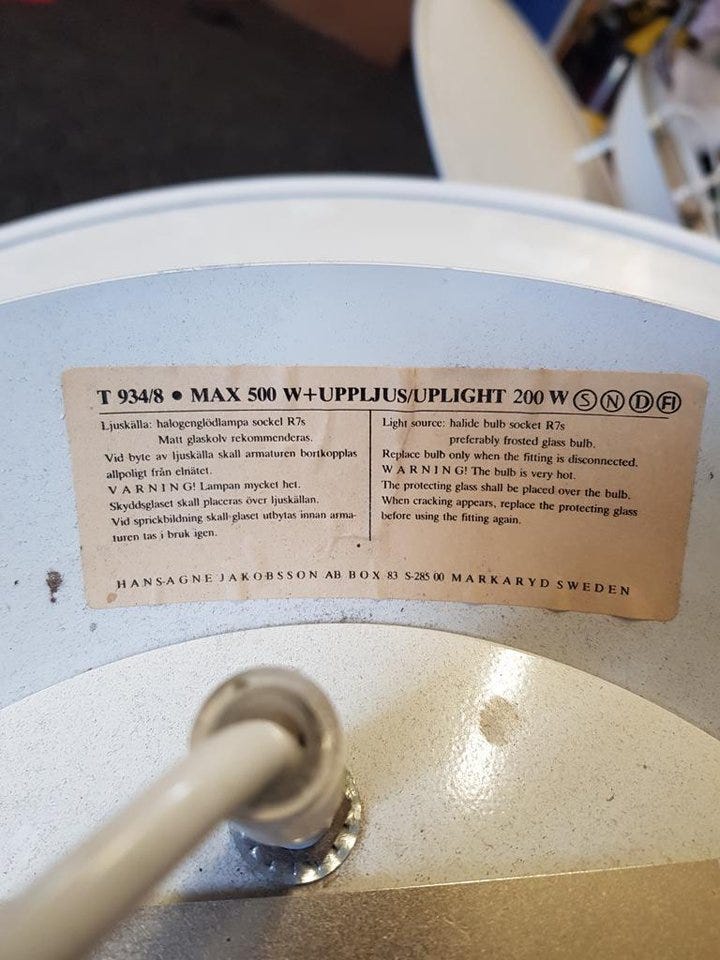 T 934/8 • MAX 500 W+UPPLJUS/UPLIGHT 200 W Ⓢ Ⓝ Ⓓ FI
Ljuskälla: halogenglödlampa sockel R7s
Matt glaskolv rekommenderas.
Vid byte av ljuskälla skall armaturen bortkopplas
allpoligt från elnätet.
VARNING! Lampan mycket het.
Skyddsglaset skall placeras över ljuskällan.
Vid sprickbildning skall glaset utbytas innan arma-
turen tas i bruk igen.
Light source: halide bulb socket R7s
preferably frosted glass bulb.
Replace bulb only when the fitting is disconnected.
WARNING! The bulb is very hot.
The protecting glass shall be placed over the bulb.
When cracking appears, replace the protecting glass
before using the fitting again.
HANS-AGNE JAKOBSSON AB BOX 83 S-285 00 MARKARYD SWEDEN